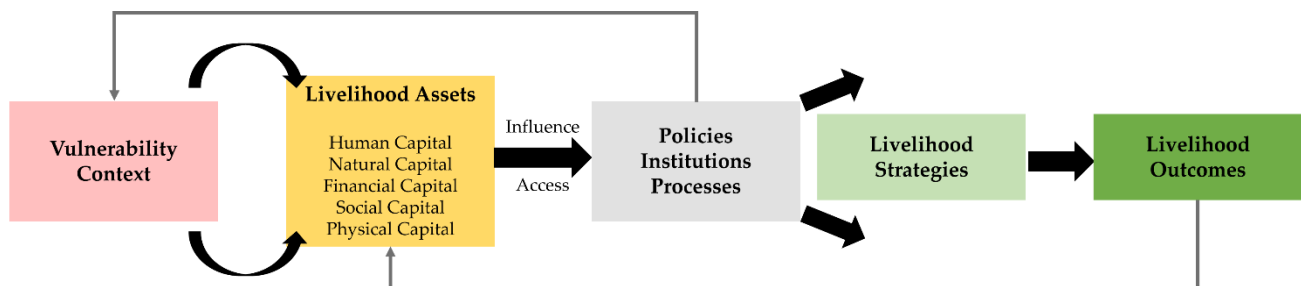 Vulnerability
Context
Livelihood Assets
Human Capital
Natural Capital
Financial Capital
Social Capital
Physical Capital
Influence
Access
Policies
Institutions
Processes
Livelihood
Strategies
Livelihood
Outcomes